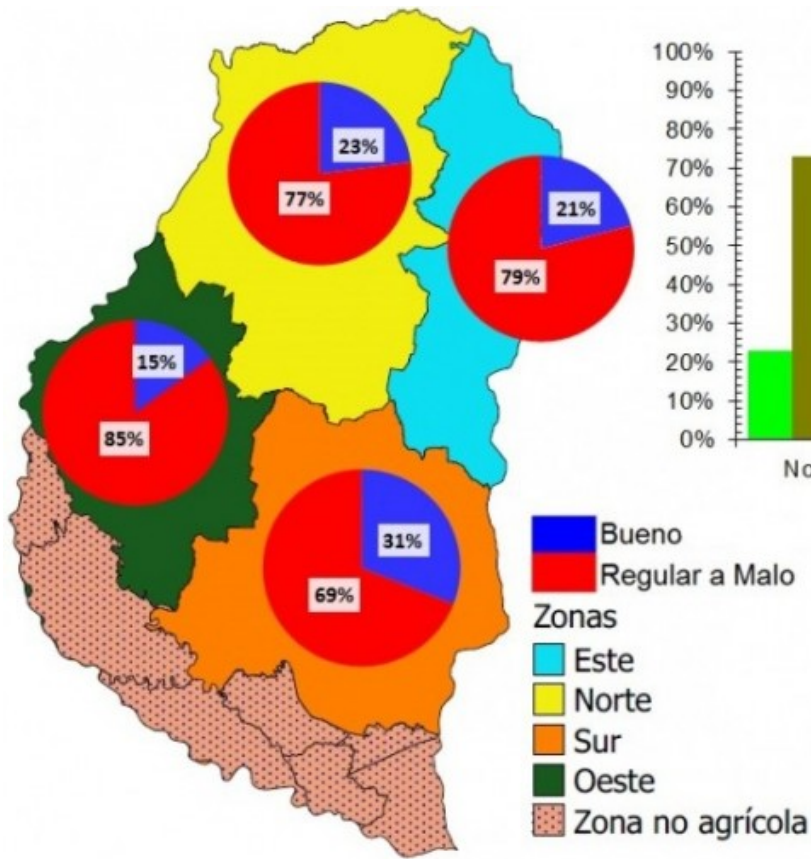 23%
77%
21%
79%
15%
85%
31%
69%
100%
90%
80%
70%
60%
50%
40%
30%
20%
10%
0%
No
Bueno
Regular a Malo
Zonas
Este
Norte
Sur
Oeste
Zona no agrícola